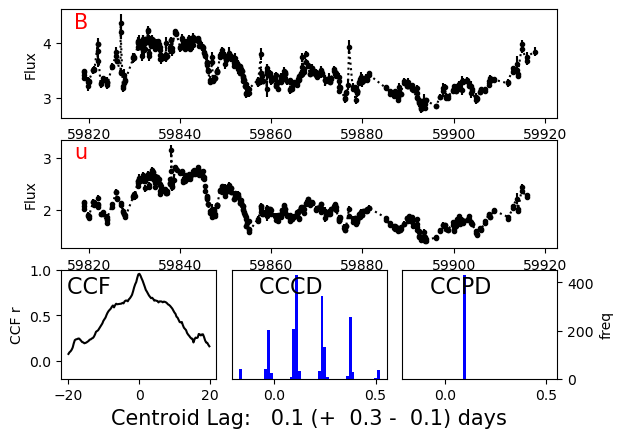 B
Flux
4
3
59820 59840 59860 59880 59900 59920
u
Flux
3
2
59820 59840 59860 59880 59900 59920
CCF CCCD CCPD
CCF r
1.0
0.5
0.0
400
200
0
freq
−20 0 20 0.0 0.5 0.0 0.5
Centroid Lag: 0.1 (+ 0.3 - 0.1) days